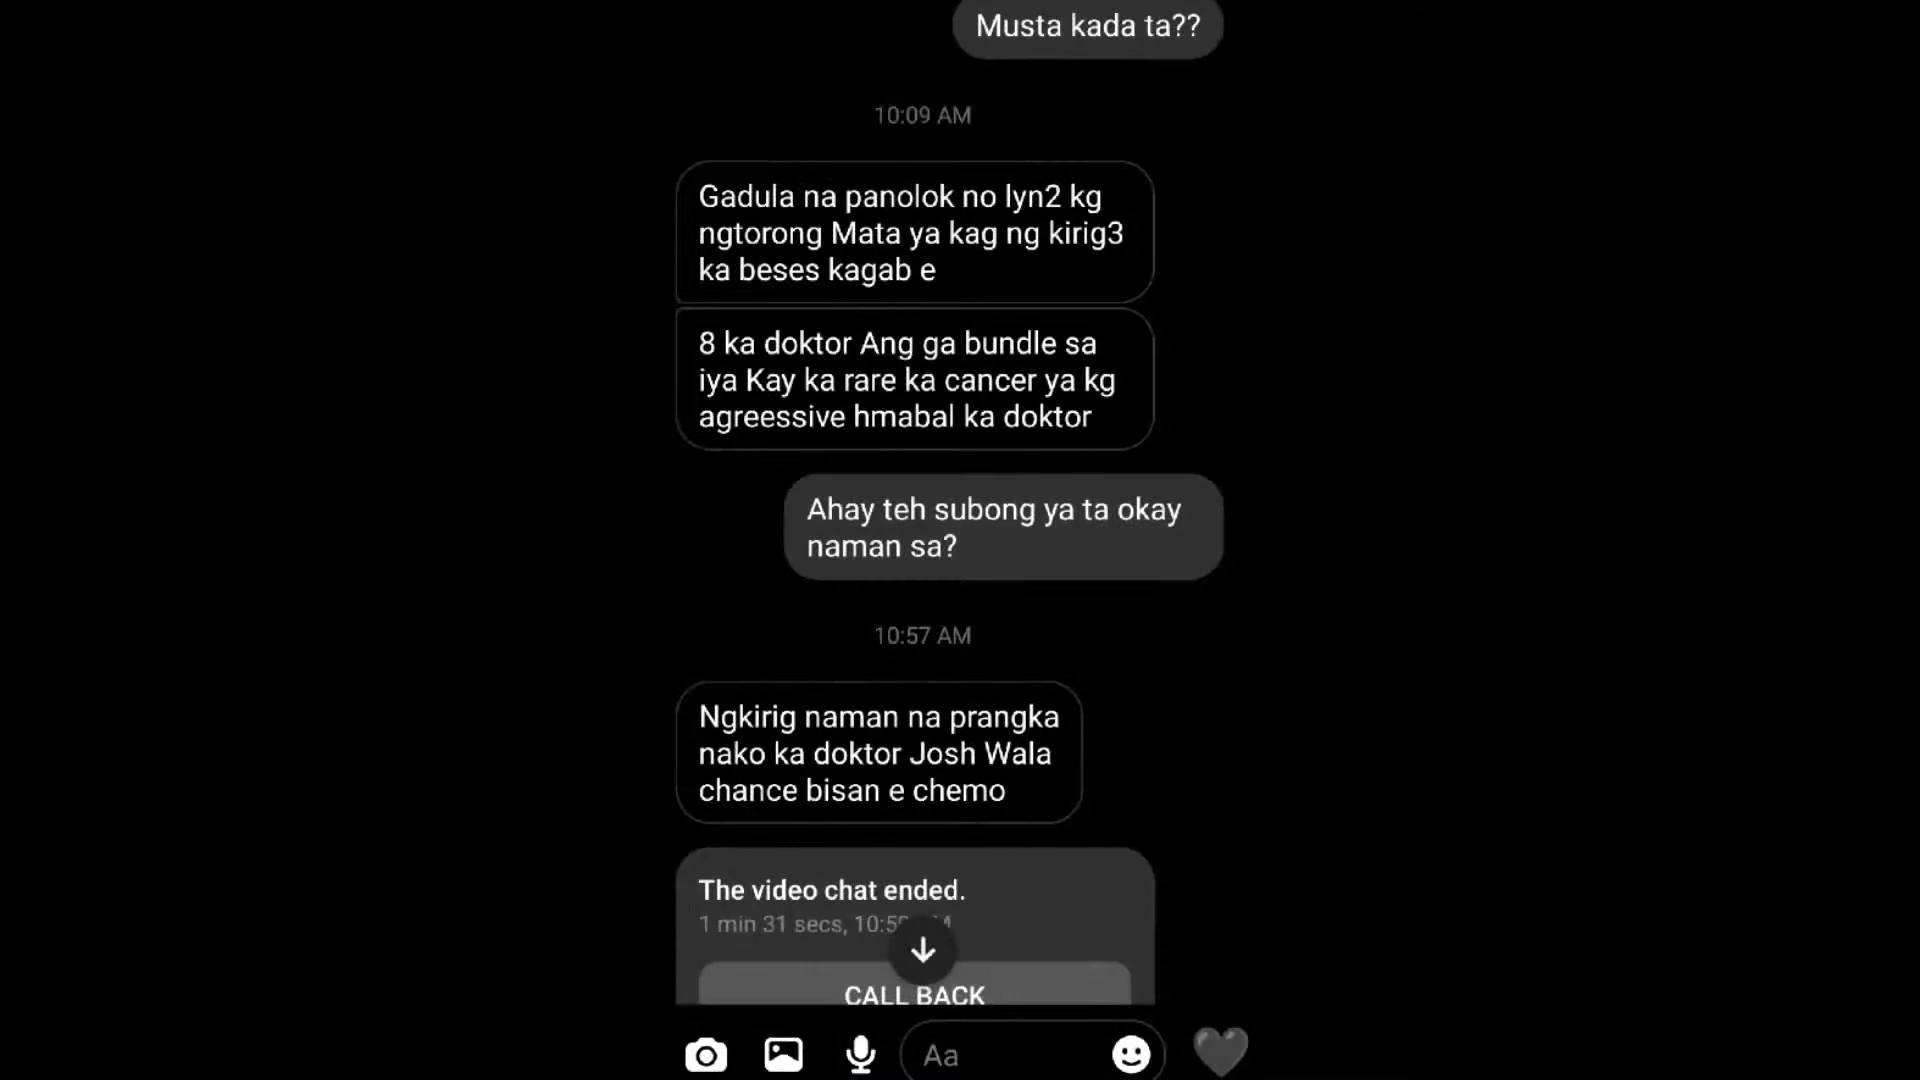 Musta kada ta??
10:09 AM
Gadula na panolok no lyn2 kg
ngtorong Mata ya kag ng kirig3
ka beses kagab e
8 ka doktor Ang ga bundle sa
iya Kay ka rare ka cancer ya kg
agreessive hmabal ka doktor
Ahay teh subong ya ta okay
naman sa?
10:57 AM
Ngkirig naman na prangka
nako ka doktor Josh Wala
chance bisan e chemo
The video chat ended.
1 min 31 secs,
CALL BACK
Aa